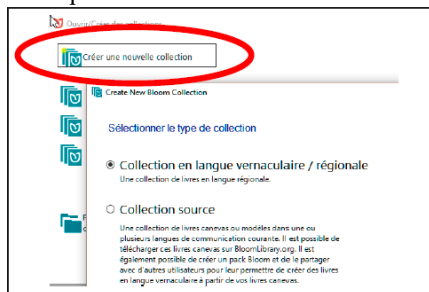 Ouvrir/Créer des collections
Créer une nouvelle collection
Create New Bloom Collection
Sélectionner le type de collection
Collection en langue vernaculaire / régionale
Une collection de livres en langue régionale.
Collection source
Une collection de livres canevas ou modèles dans une ou
plusieurs langues de communication courante. Il est possible de
télécharger ces livres canevas sur BloomLibrary.org. Il est
également possible de créer un pack Bloom et de le partager
avec d'autres utilisateurs pour leur permettre de créer des livres
en langue vernaculaire à partir de vos livres canevas.